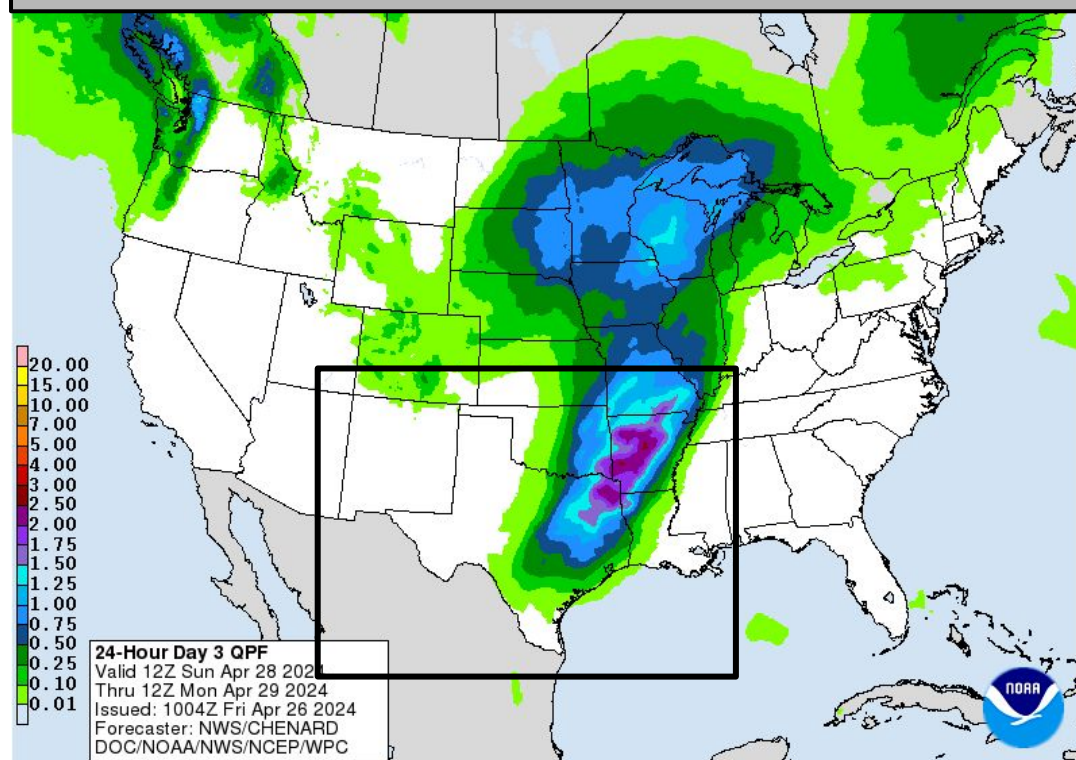 20.00
15.00
10.00
7.00
5.00
4.00
3.00
2.50
2.00
1.75
1.50
1.25
1.00
0.75
0.50
0.25
0.10
0.01
24-Hour Day 3 QPF
Valid 12Z Sun Apr 28 2024
Thru 12Z Mon Apr 29 2024
Issued: 1004Z Fri Apr 26 2024
Forecaster: NWS/CHENARD
DOC/NOAA/NWS/NCEP/WPC
NOAA